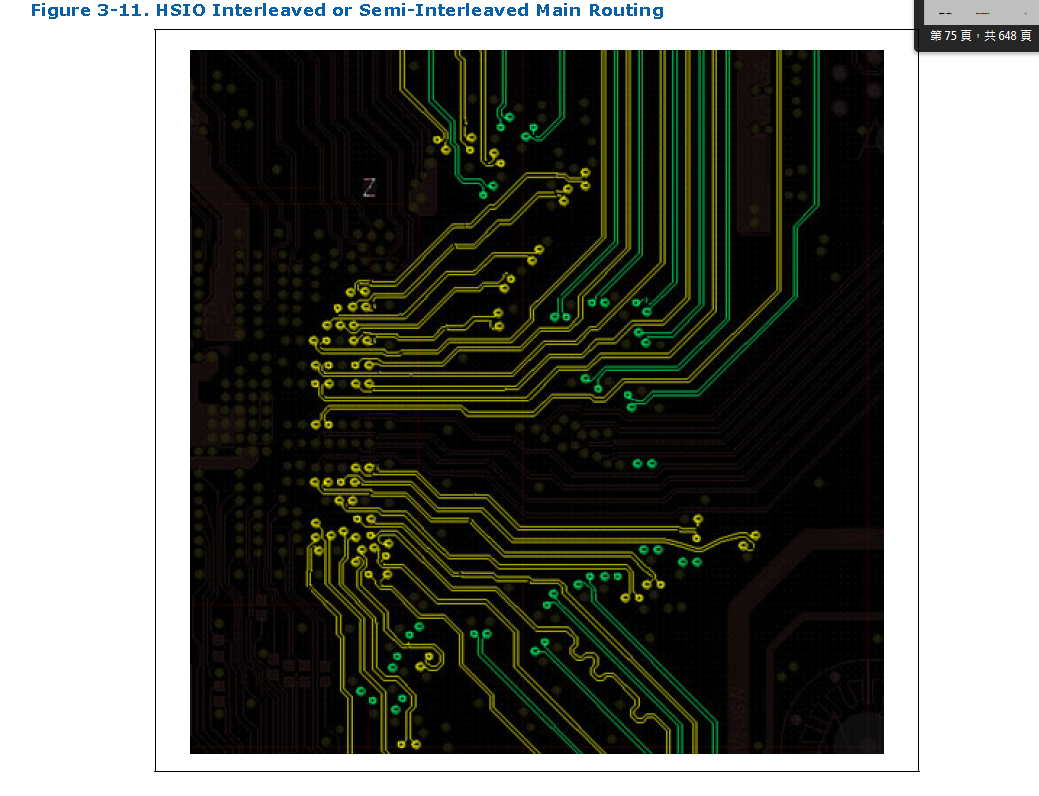 Figure 3-11. HSIO Interleaved or Semi-Interleaved Main Routing
第 75 頁，共 648 頁
Z